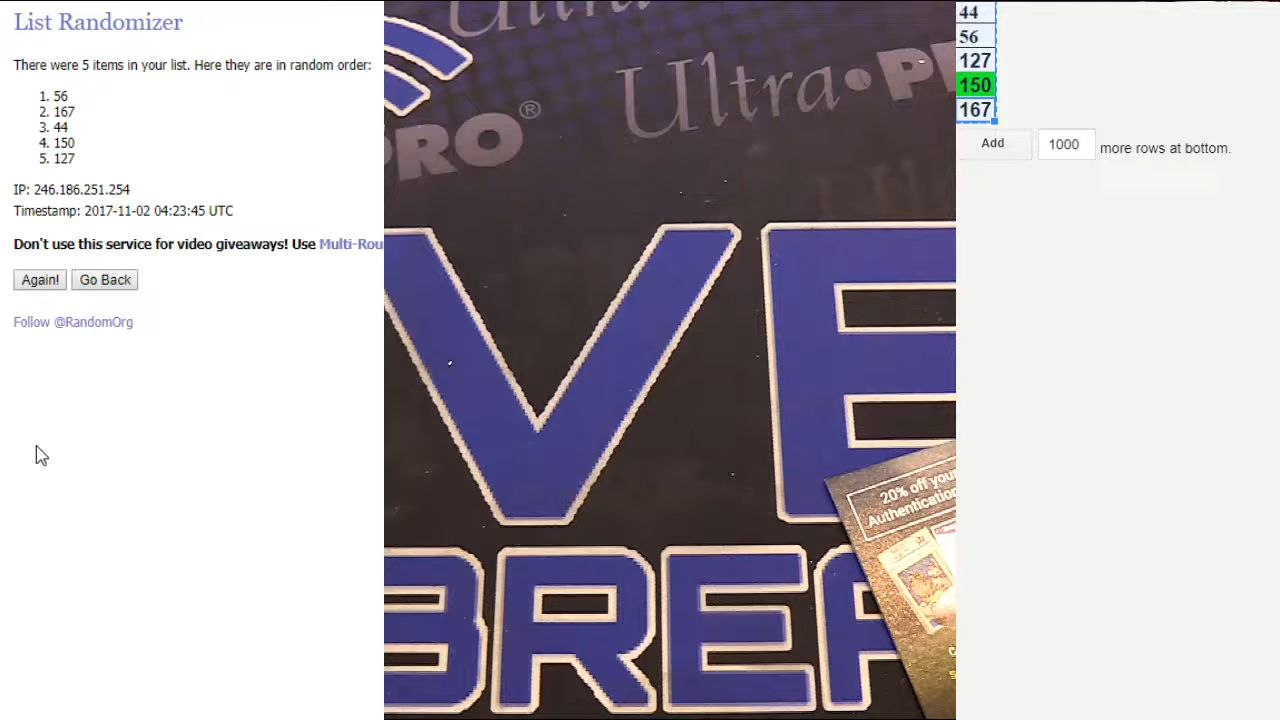 List Randomizer
There were 5 items in your list. Here they are in random order:
1. 56
2. 167
3. 44
4. 150
5. 127
IP: 246.186.251.254
Timestamp: 2017-11-02 04:23:45 UTC
Don't use this service for video giveaways! Use Multi-Rou
Again! Go Back
Follow @RandomOrg
Ultra
Ultra•P
PRO®
VE
BREA
20% off you
Authentication
44
56
127
150
167
Add 1000 more rows at bottom.